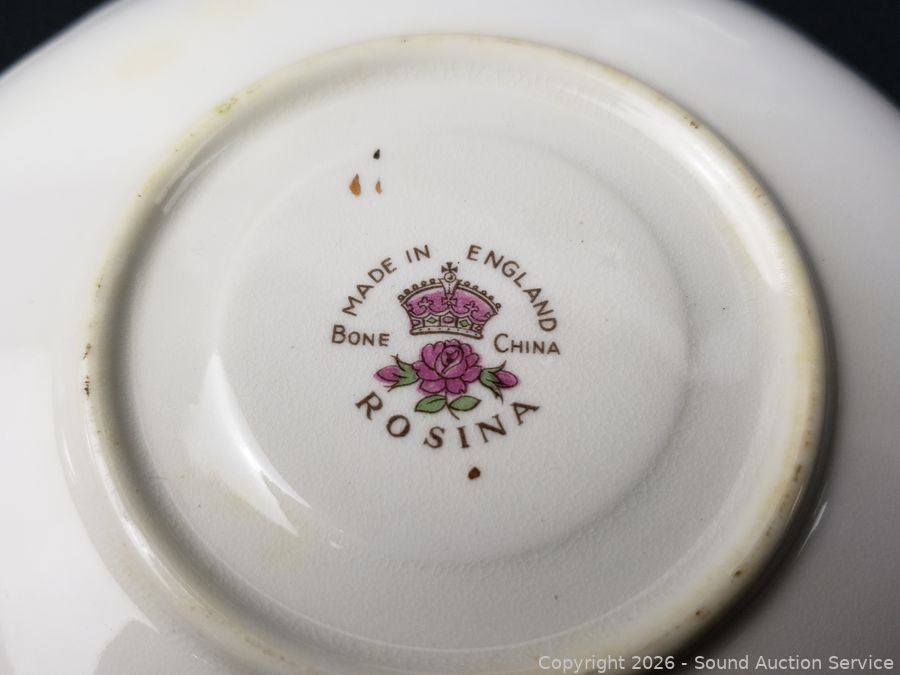 MADE IN ENGLAND
BONE CHINA
ROSINA
Copyright © 2026 - Sound Auction Service